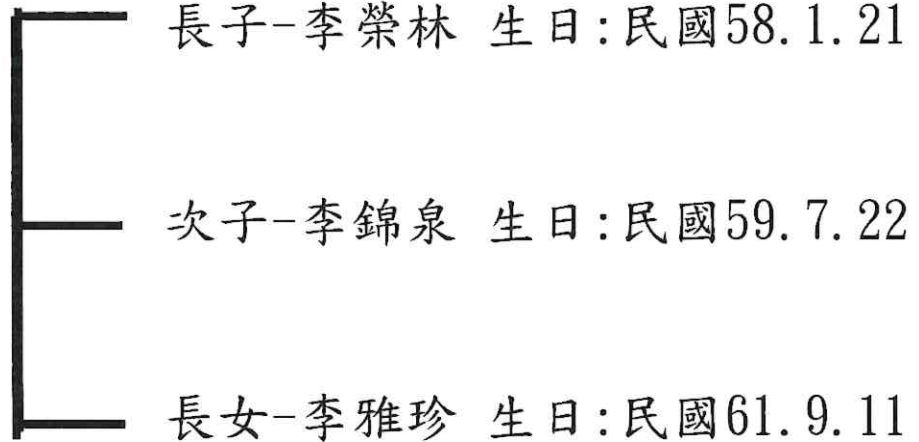 長子-李榮林 生日:民國58.1.21
次子-李錦泉 生日:民國59.7.22
長女-李雅珍 生日:民國61.9.11